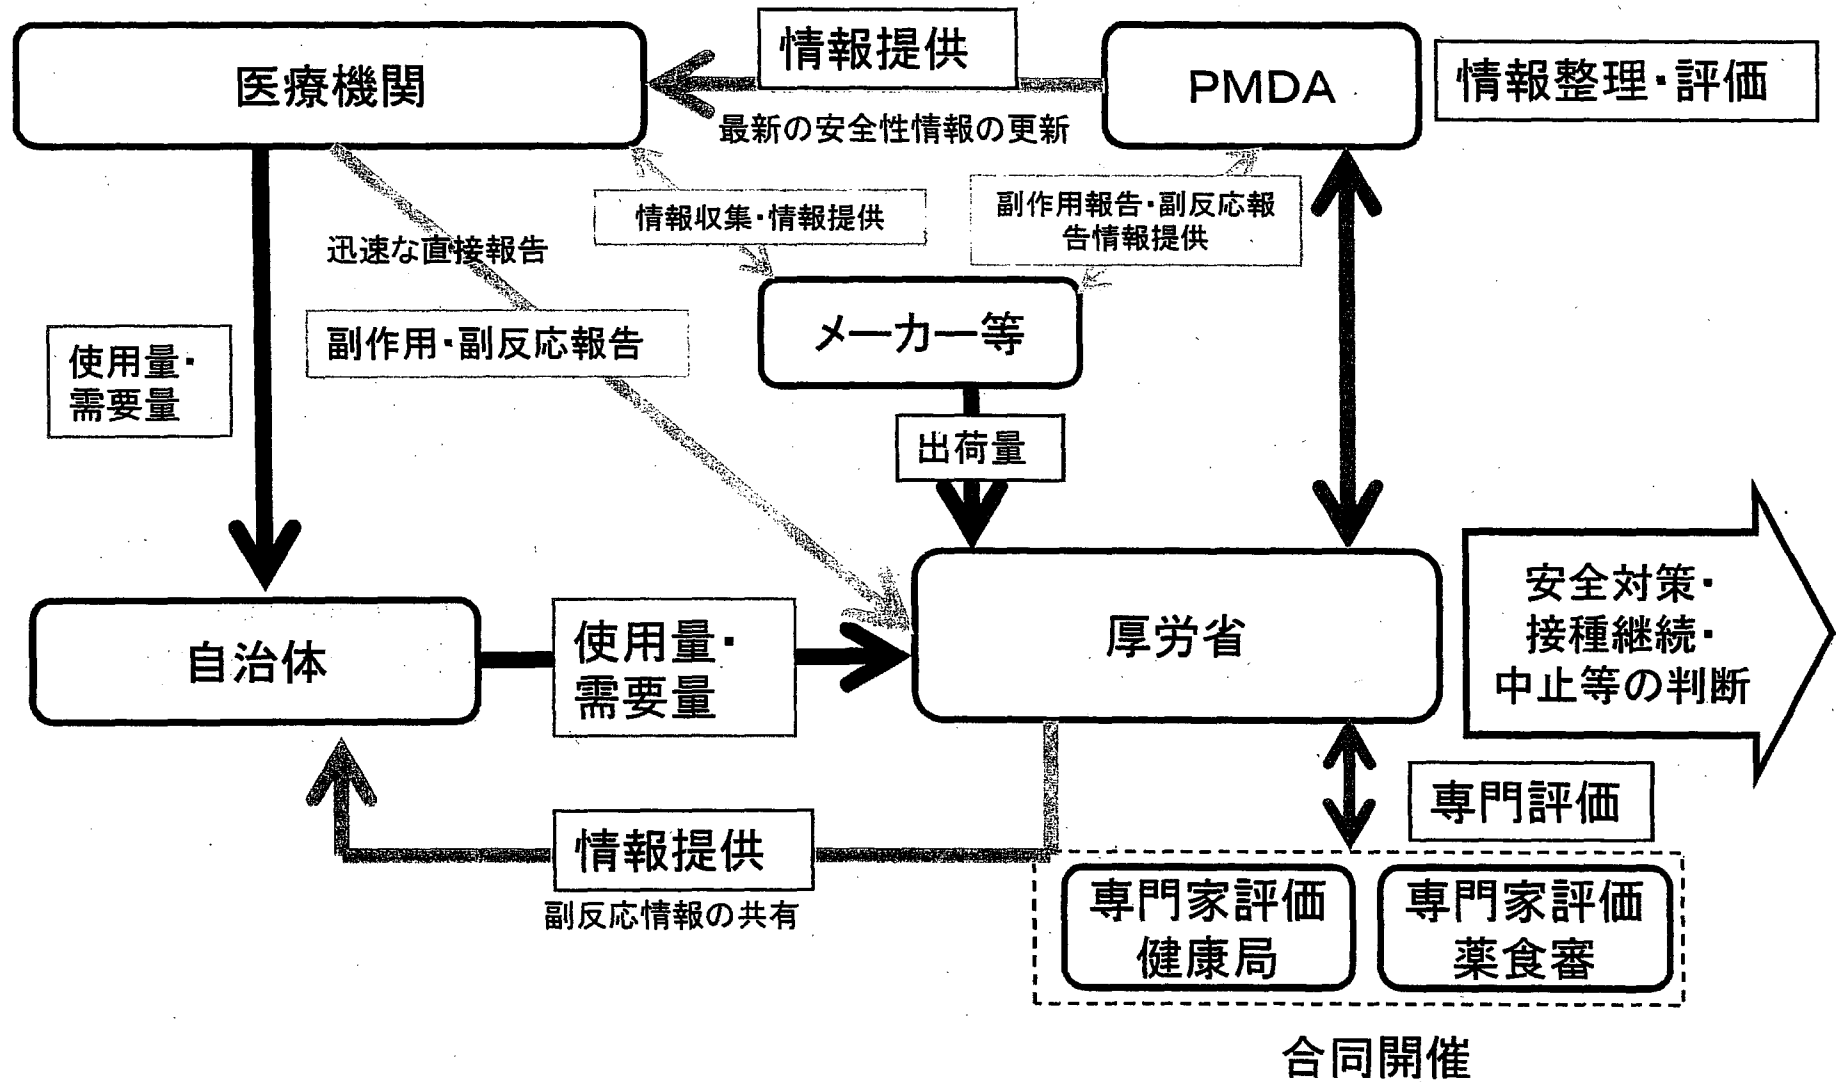 情報提供
医療機関
PMDA
情報整理・評価
最新の安全性情報の更新
情報収集・情報提供
副作用報告・副反応報
告情報提供
迅速な直接報告
メーカー等
副作用・副反応報告
使用量・
需要量
出荷量
自治体
使用量・
需要量
厚労省
安全対策・
接種継続・
中止等の判断
専門評価
情報提供
副反応情報の共有
専門家評価
健康局
専門家評価
薬食審
合同開催